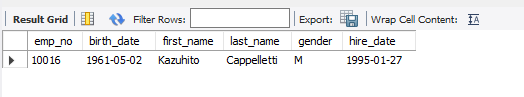 Result Grid Filter Rows: Export: Wrap Cell Content:
emp_no birth_date first_name last_name gender hire_date
10016 1961-05-02 Kazuhito Cappelletti M 1995-01-27